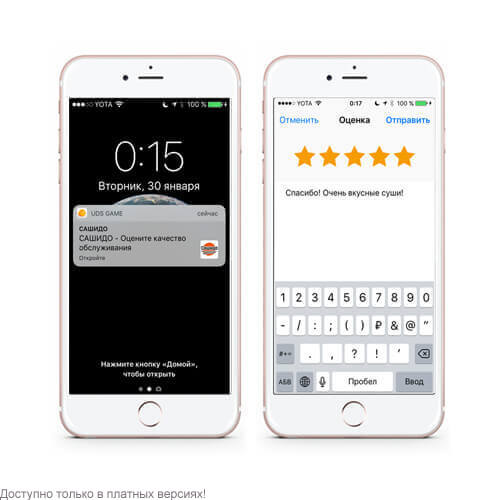 YOTA
100 %
0:15
Вторник, 30 января
UDS GAME
сейчас
САШИДО
САШИДО - Оцените качество
обслуживания
Откройте
Нажмите кнопку «Домой»,
чтобы открыть
YOTA
0:17
100 %
Отменить
Оценка
Отправить
Спасибо! Очень вкусные суши!
1 2 3 4 5 6 7 8 9 0
- / : ; ( ) ₽ & @ "
#+= . , ? ! '
АБВ Пробел Ввод
Доступно только в платных версиях!